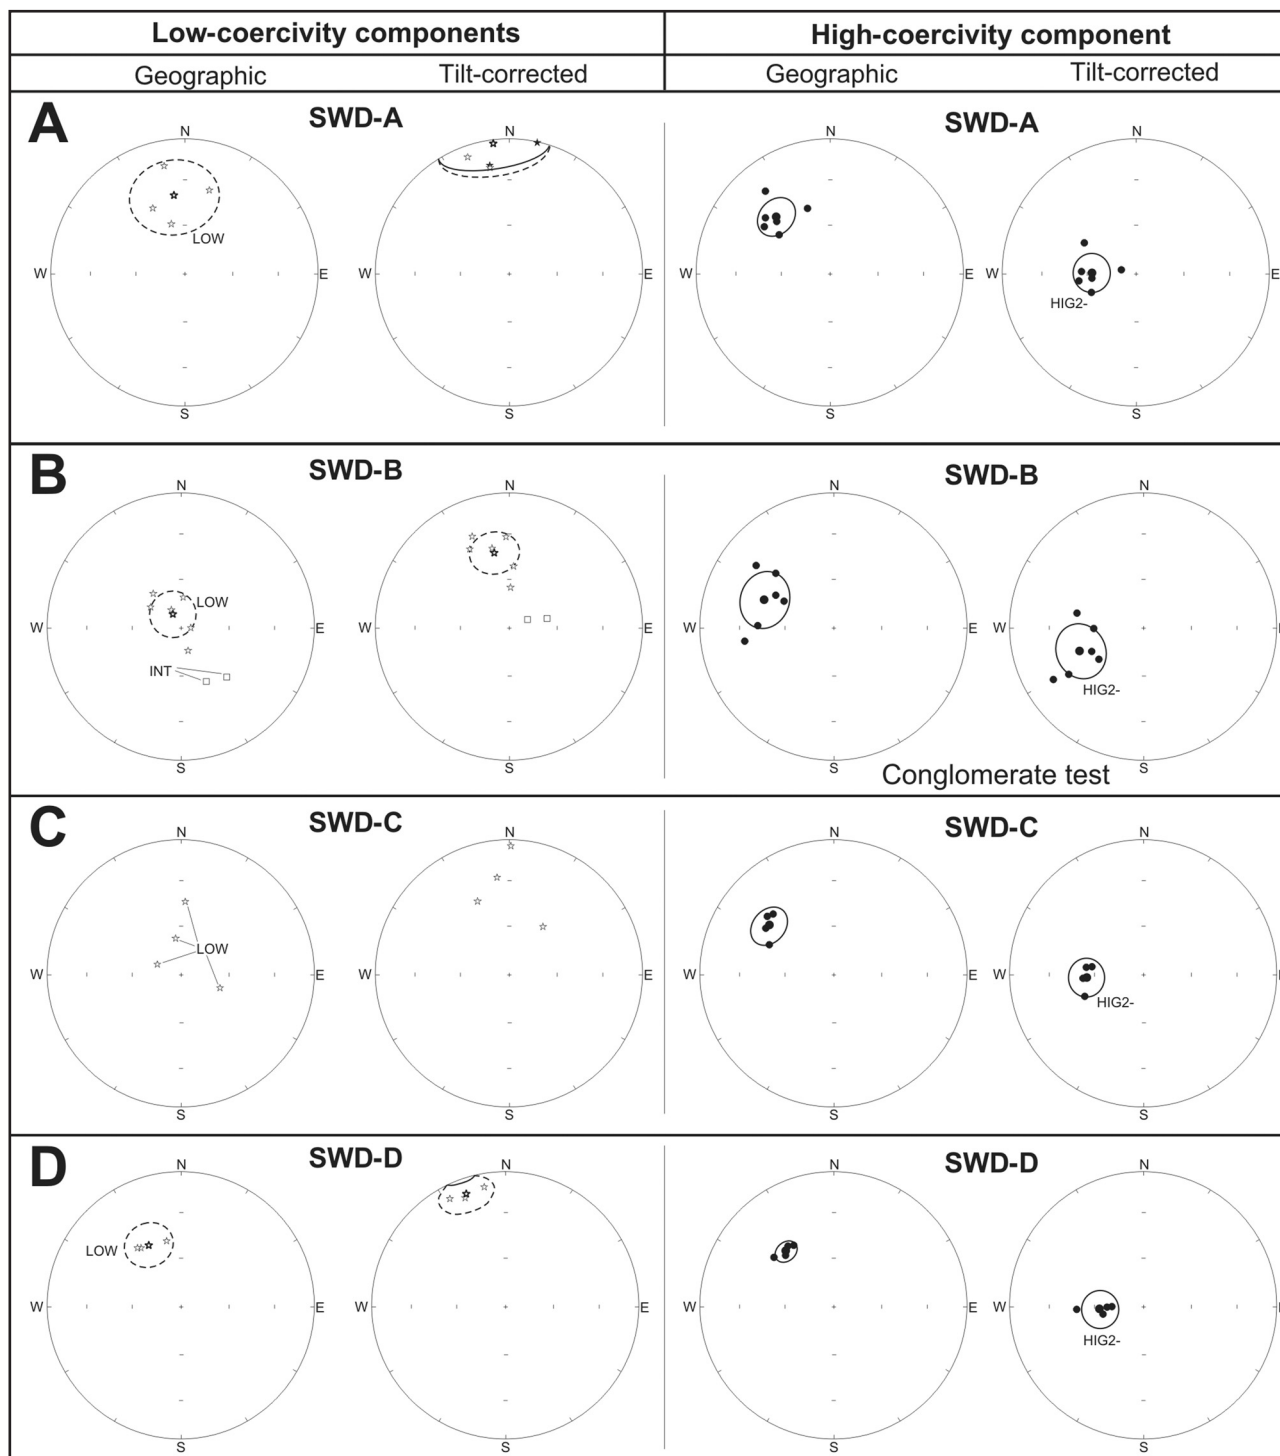 Low-coercivity components
High-coercivity component
Geographic
Tilt-corrected
Geographic
Tilt-corrected
A
SWD-A
SWD-A
N
N
N
N
W
E
W
E
W
E
W
E
LOW
HIG2-
S
S
S
S
B
SWD-B
SWD-B
N
N
N
N
LOW
W
E
W
E
W
E
W
INT
HIG2-
S
S
S
S
Conglomerate test
C
SWD-C
SWD-C
N
N
N
N
LOW
W
E
W
E
W
E
W
HIG2-
S
S
S
S
D
SWD-D
SWD-D
N
N
N
N
LOW
W
E
W
E
W
E
W
HIG2-
S
S
S
S